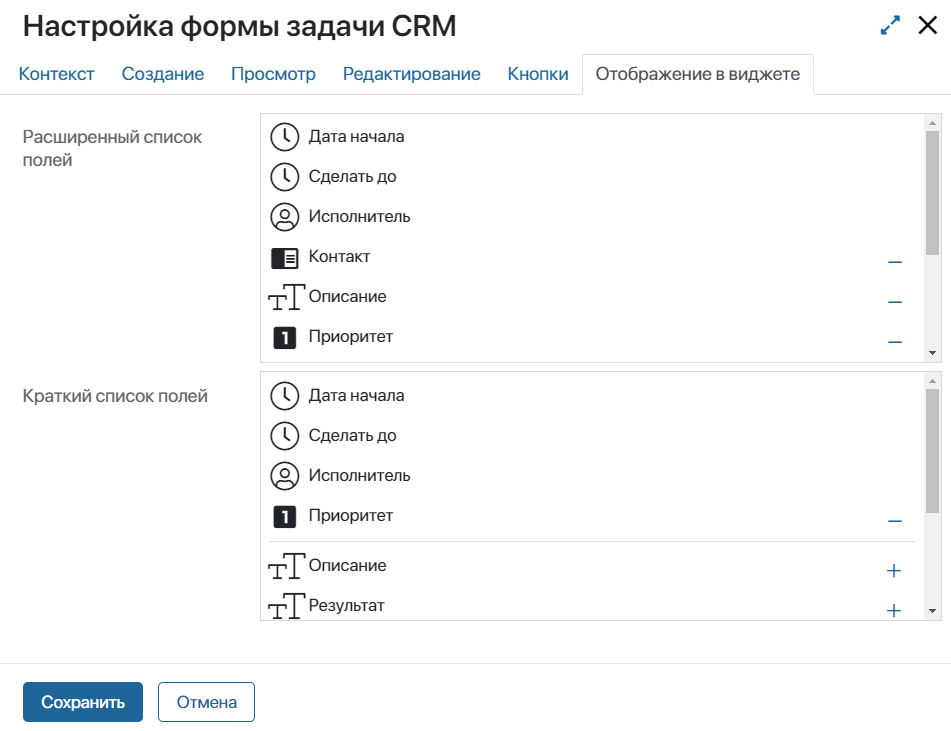 Настройка формы задачи CRM
Контекст Создание Просмотр Редактирование Кнопки Отображение в виджете
Расширенный список
полей
Дата начала
Сделать до
Исполнитель
Контакт
Описание
1 Приоритет
Краткий список полей
Дата начала
Сделать до
Исполнитель
1 Приоритет
Описание
Результат
Сохранить Отмена